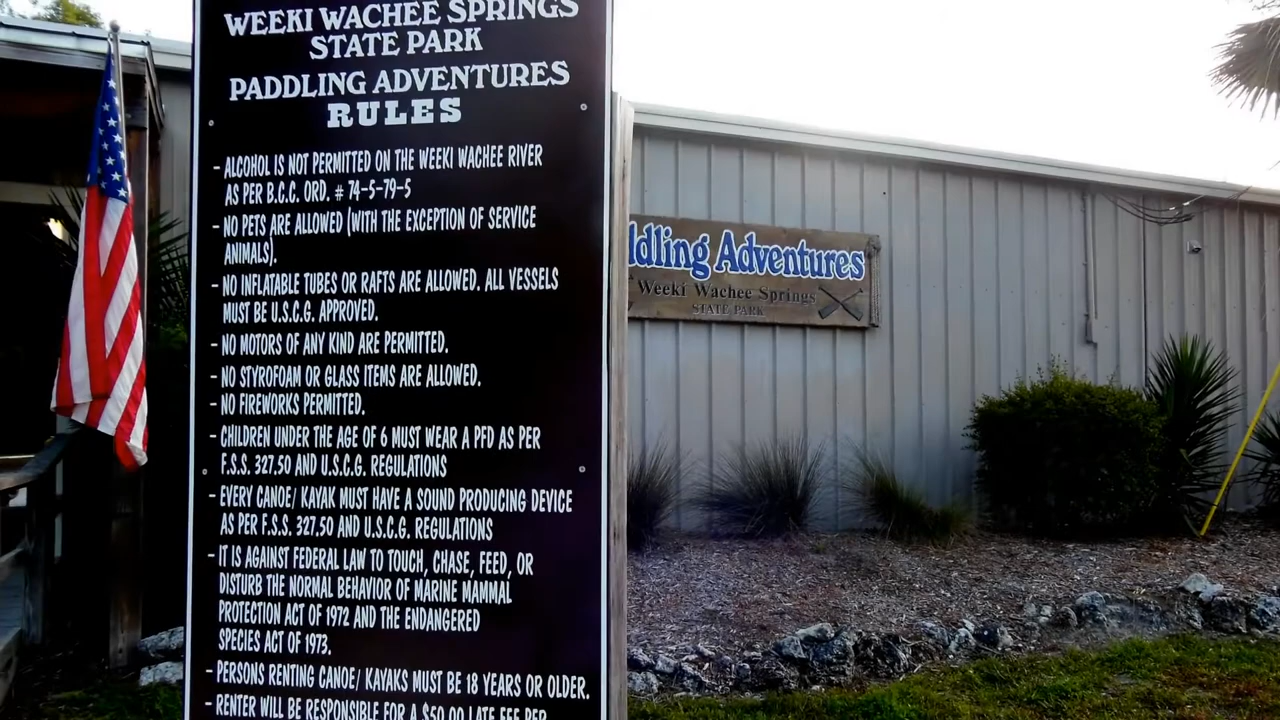 WEEKI WACHEE SPRINGS
STATE PARK
PADDLING ADVENTURES
RULES
- ALCOHOL IS NOT PERMITTED ON THE WEEKI WACHEE RIVER
AS PER B.C.C. ORD. # 74-5-79-5
- NO PETS ARE ALLOWED (WITH THE EXCEPTION OF SERVICE
ANIMALS).
- NO INFLATABLE TUBES OR RAFTS ARE ALLOWED. ALL VESSELS
MUST BE U.S.C.G. APPROVED.
- NO MOTORS OF ANY KIND ARE PERMITTED.
- NO STYROFOAM OR GLASS ITEMS ARE ALLOWED.
- NO FIREWORKS PERMITTED.
- CHILDREN UNDER THE AGE OF 6 MUST WEAR A PFD AS PER
F.S.S. 327.50 AND U.S.C.G. REGULATIONS
- EVERY CANOE/ KAYAK MUST HAVE A SOUND PRODUCING DEVICE
AS PER F.S.S. 327.50 AND U.S.C.G. REGULATIONS
- IT IS AGAINST FEDERAL LAW TO TOUCH, CHASE, FEED, OR
DISTURB THE NORMAL BEHAVIOR OF MARINE MAMMAL
PROTECTION ACT OF 1972 AND THE ENDANGERED
SPECIES ACT OF 1973.
- PERSONS RENTING CANOE/ KAYAKS MUST BE 18 YEARS OR OLDER.
- RENTER WILL BE RESPONSIBLE FOR A $50.00 LATE FEE PER
ddling Adventures
Weeki Wachee Springs
STATE PARK